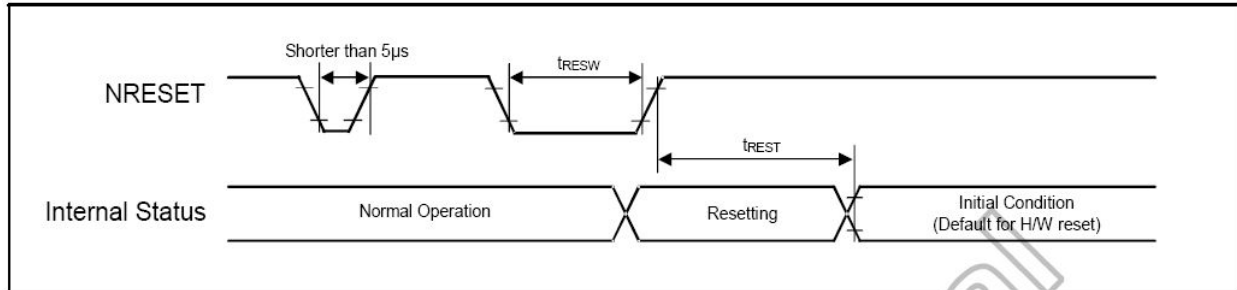 Shorter than 5µs
tRESW
NRESET
tREST
Internal Status
Normal Operation
Resetting
Initial Condition
(Default for H/W reset)